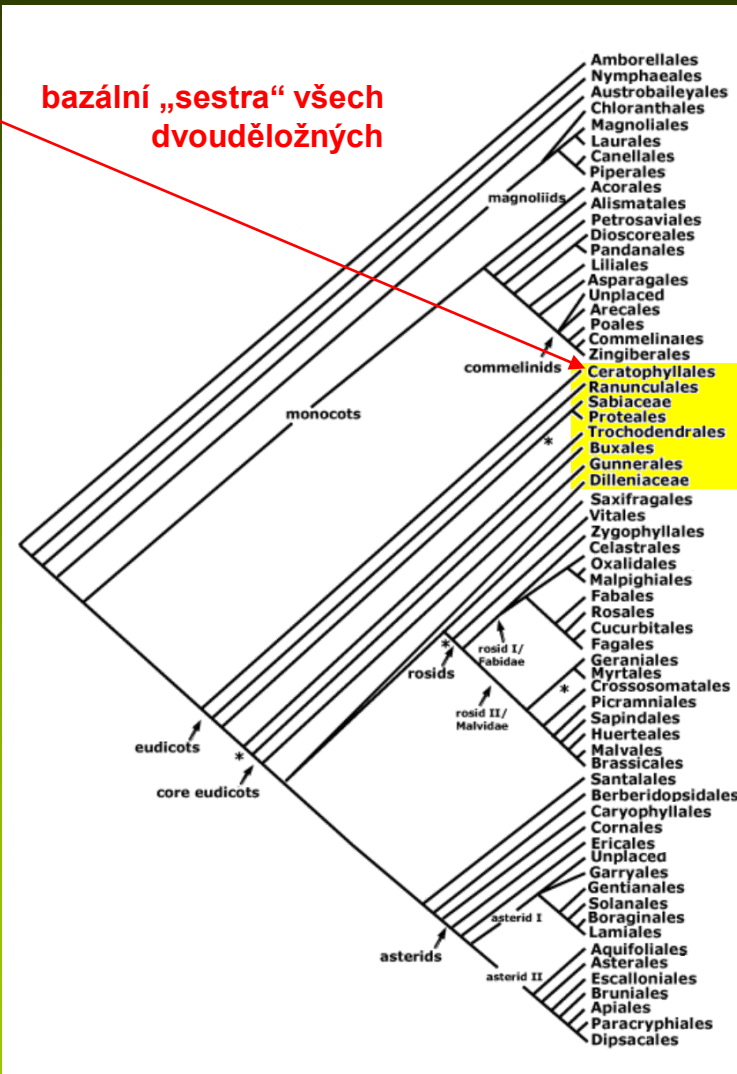 bazální „sestra“ všech
dvouděložných
Amborellales
Nymphaeales
Austrobaileyales
Chloranthales
Magnoliales
Laurales
Canellales
Piperales
magnoliids
Acorales
Alismatales
Petrosaviales
Dioscoreales
Pandanales
Liliales
Asparagales
Unplaced
Arecales
Poales
Commelinales
Zingiberales
commelinids
monocots
Ceratophyllales
Ranunculales
Sabiaceae
Proteales
Trochodendrales
*
Buxales
Gunnerales
Dilleniaceae
Saxifragales
Vitales
Zygophyllales
Celastrales
Oxalidales
Malpighiales
Fabales
Rosales
Cucurbitales
Fagales
*
rosids
rosid I/
Fabidae
Geraniales
Myrtales
*
Crossosomatales
Picramniales
rosid II/
Malvidae
Sapindales
Huerteales
Malvales
Brassicales
eudicots
*
core eudicots
Santalales
Berberidopsidales
Caryophyllales
Cornales
Ericales
Unplaced
Garryales
Gentianales
Solanales
Boraginales
Lamiales
asterid I
asterids
asterid II
Aquifoliales
Asterales
Escalloniales
Bruniales
Apiales
Paracryphiales
Dipsacales